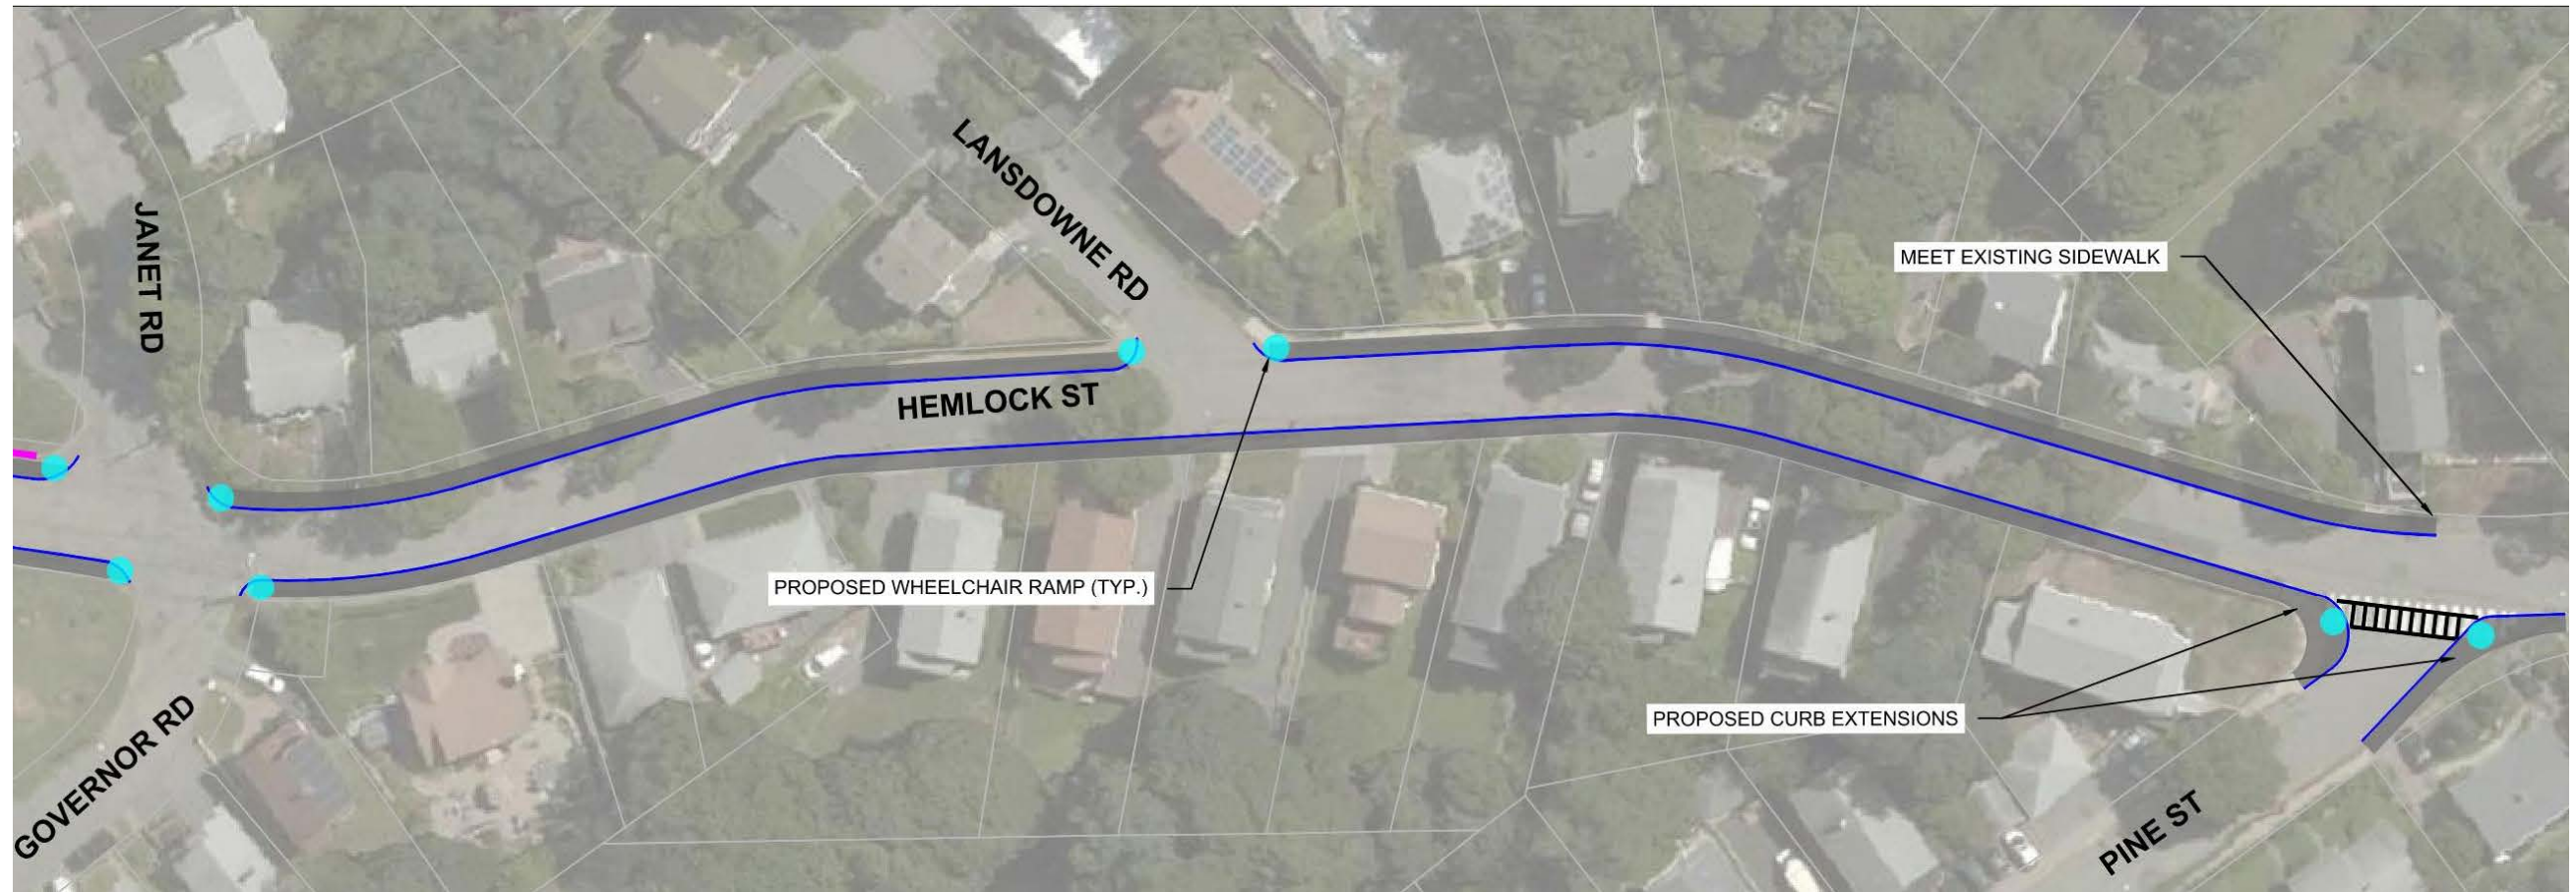 LANSDOWNE RD
JANET RD
MEET EXISTING SIDEWALK
HEMLOCK ST
PROPOSED WHEELCHAIR RAMP (TYP.)
PROPOSED CURB EXTENSIONS
GOVERNOR RD
PINE ST